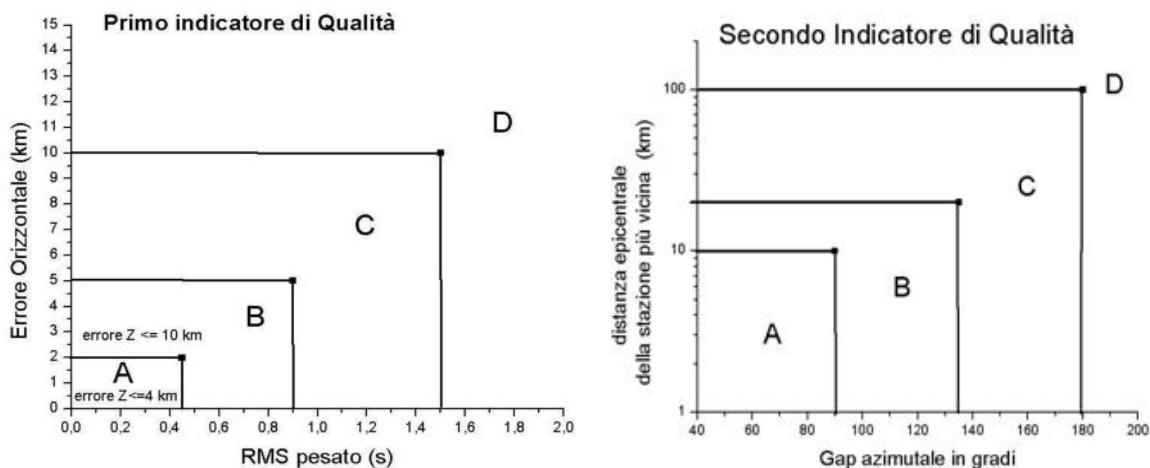 Primo indicatore di Qualità
Errore Orizzontale (km)
15
14
13
12
11
10
9
8
7
6
5
4
3
2
1
0
D
C
B
errore Z <= 10 km
A
errore Z<=4 km
0,0 0,2 0,4 0,6 0,8 1,0 1,2 1,4 1,6 1,8 2,0
RMS pesato (s)
Secondo Indicatore di Qualità
distanza epicentrale
della stazione più vicina (km)
100
10
1
D
C
B
A
40 60 80 100 120 140 160 180 200
Gap azimutale in gradi